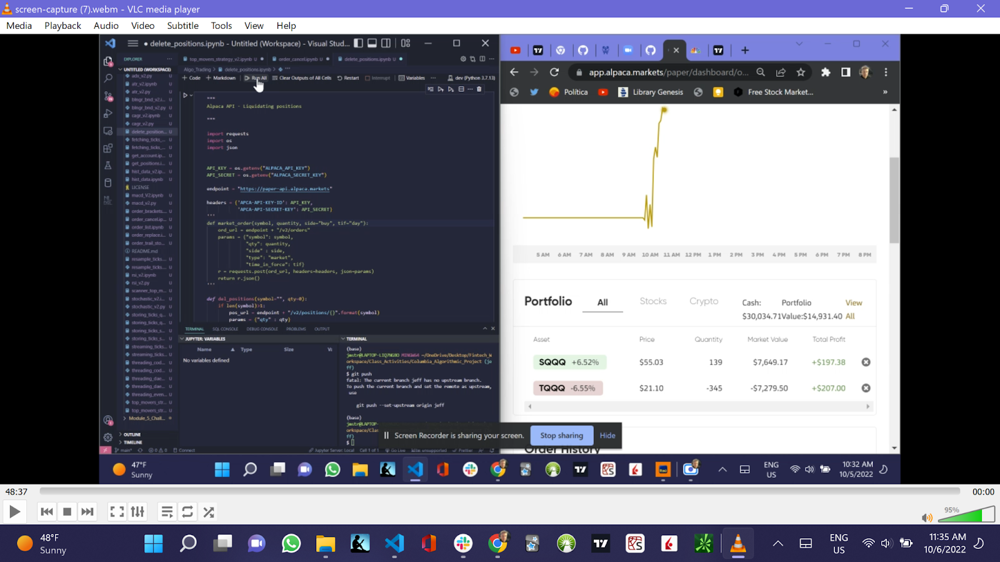 screen-capture (7).webm - VLC media player
Media Playback Audio Video Subtitle Tools View Help
delete_positions.ipynb - Untitled (Workspace) - Visual Stud...
EXPLORER
top_movers_strategy_v2.ipynb U
order_cancel.ipynb U
delete_positions.ipynb U
UNTITLED (WORKSPACE)
Algo_Trading > delete_positions.ipynb >
+ Code + Markdown Run All Clear Outputs of All Cells Restart Interrupt Variables ... dev (Python 3.7.13)
adx_v2.py U
atr_v2.ipynb U
atr_v2.py U
blngr_bnd_v2.i... U
blngr_bnd_v2.py U
cagr_v2.ipynb U
cagr_v2.py U
delete_position... U
fetching_ticks_... U
fetching_ticks_... U
get_account.ip... U
get_positions.i... U
hist_data_v2.ip... U
hist_data.ipynb U
LICENSE
macd_V2.ipynb U
macd_v2.py U
order_brackets... U
order_cancel.ip... U
order_list.ipynb U
order_replace.i... U
order_trail_sto... U
README.md
resample_ticks... U
resample_ticks... U
rsi_v2.ipynb U
rsi_v2.py U
scanner_top_m... U
stochastic_v2.i... U
stochastic_v2.py U
storing_ticks_q... U
storing_ticks_q... U
storing_ticks_s... U
storing_ticks_s... U
streaming_ticks... U
streaming_ticks... U
threading_cod... U
threading_cod... U
threading_dae... U
threading_dae... U
threading_even... U
top_movers_str... U
top_movers_str... U
Module_5_Chall...
OUTLINE
TIMELINE
"""
Alpaca API - Liquidating positions
"""
import requests
import os
import json
API_KEY = os.getenv("ALPACA_API_KEY")
API_SECRET = os.getenv("ALPACA_SECRET_KEY")
endpoint = "https://paper-api.alpaca.markets"
headers = {'APCA-API-KEY-ID': API_KEY,
'APCA-API-SECRET-KEY': API_SECRET}
'''
def market_order(symbol, quantity, side="buy", tif="day"):
ord_url = endpoint + "/v2/orders"
params = {"symbol": symbol,
"qty": quantity,
"side" : side,
"type": "market",
"time_in_force": tif}
r = requests.post(ord_url, headers=headers, json=params)
return r.json()
'''
def del_positions(symbol="", qty=0):
if len(symbol)>1:
pos_url = endpoint + "/v2/positions/{}".format(symbol)
params = {"qty" : qty}
TERMINAL SQL CONSOLE DEBUG CONSOLE PROBLEMS OUTPUT
JUPYTER: VARIABLES
Name Type Size Va
No variables defined
TERMINAL
(base)
jmstr@LAPTOP-LIQ7NG8O MINGW64 ~/OneDrive/Desktop/Fintech_W
orkspace/Class_Activities/Columbia_Algorithmic_Project (je
ff)
$ git push
fatal: The current branch jeff has no upstream branch.
To push the current branch and set the remote as upstream,
use
git push --set-upstream origin jeff
(base)
orkspace/Clas
ff)
$
main* 0 0 Connect
Jupyter Server: Local Cell 1 of 1 Go Live Prettier
app.alpaca.markets/paper/dashboard/o...
Política
Library Genesis
Free Stock Market...
»
5 AM 6 AM 7 AM 8 AM 9 AM 10 AM 11 AM 12 PM 1 PM 2 PM 3 PM 4 PM 5 PM 6 PM 7 PM 8 PM
Portfolio All Stocks Crypto
Cash: Portfolio View
$30,034.71Value:$14,931.40 All
Asset Price Quantity Market Value Total Profit
SQQQ +6.52% $55.03 139 $7,649.17 +$197.38
TQQQ -6.55% $21.10 -345 -$7,279.50 +$207.00
Order History
Screen Recorder is sharing your screen. Stop sharing Hide
47°F
Sunny
ENG
US
10:32 AM
10/5/2022
48:37
00:00
95%
48°F
Sunny
ENG
US
11:35 AM
10/6/2022